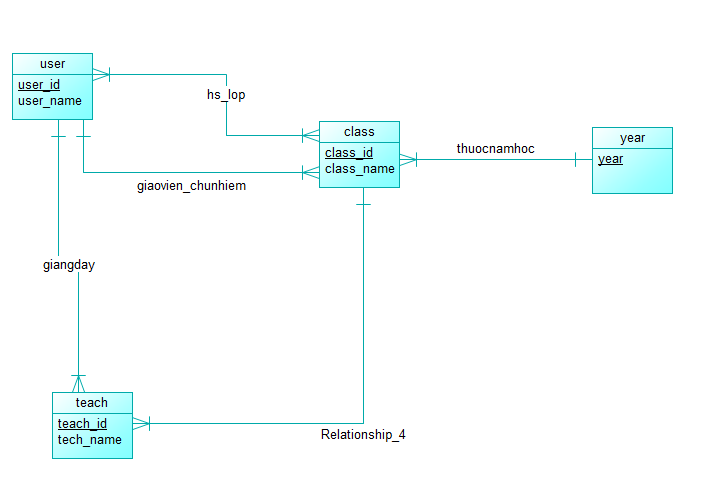 user
user_id
user_name
hs_lop
class
class_id
class_name
thuocnamhoc
year
year
giaovien_chunhiem
giangday
teach
teach_id
tech_name
Relationship_4